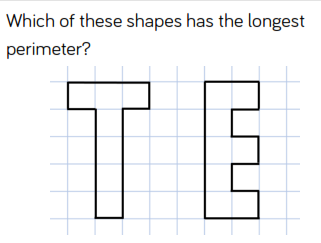 Which of these shapes has the longest
perimeter?